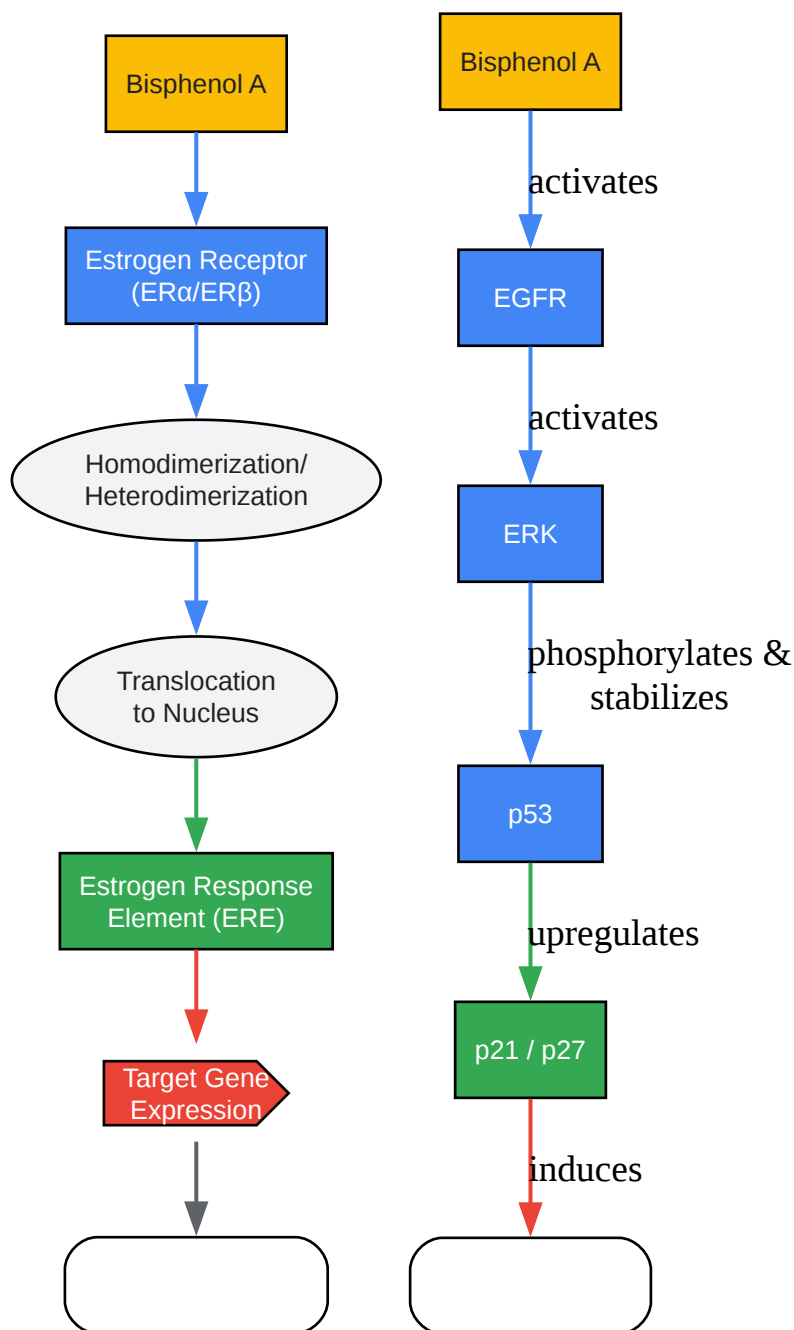 Bisphenol A
Estrogen Receptor
(ERα/ERβ)
Homodimerization/
Heterodimerization
Translocation
to Nucleus
Estrogen Response
Element (ERE)
Target Gene
Expression
Bisphenol A
activates
EGFR
activates
ERK
phosphorylates &
stabilizes
p53
upregulates
p21 / p27
induces